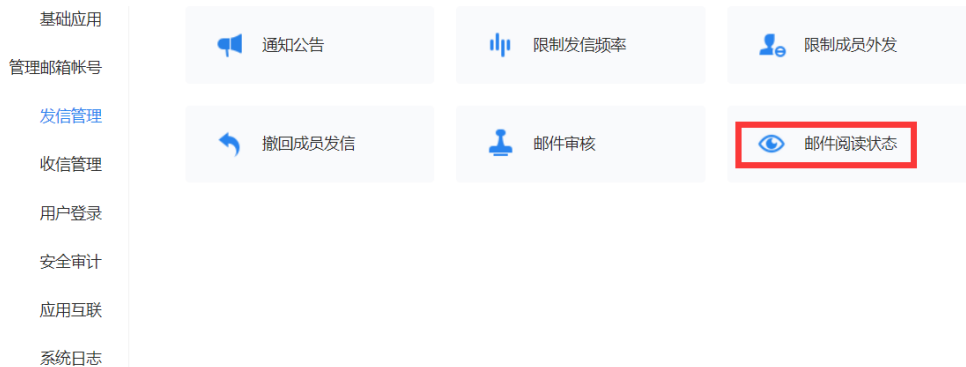 基础应用
管理邮箱帐号
发信管理
收信管理
用户登录
安全审计
应用互联
系统日志
通知公告
限制发信频率
限制成员外发
撤回成员发信
邮件审核
邮件阅读状态